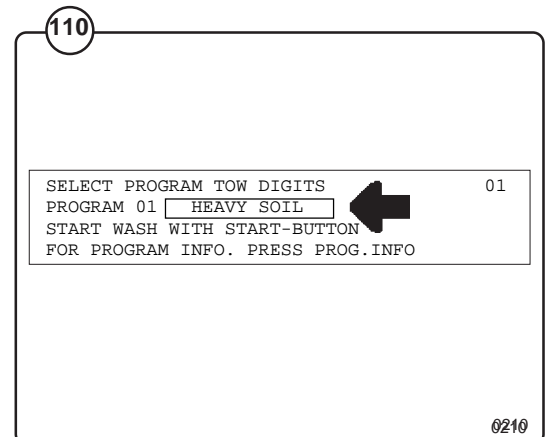 110
SELECT PROGRAM TOW DIGITS 01
PROGRAM 01 HEAVY SOIL
START WASH WITH START-BUTTON
FOR PROGRAM INFO. PRESS PROG.INFO
0210